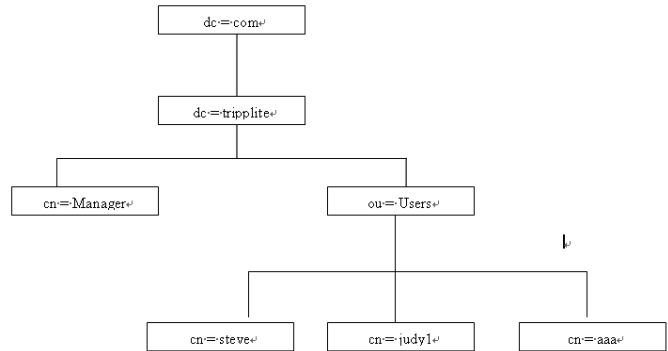 dc = com
dc = tripplite
cn = Manager
ou = Users
cn = steve
cn = judy1
cn = aaa